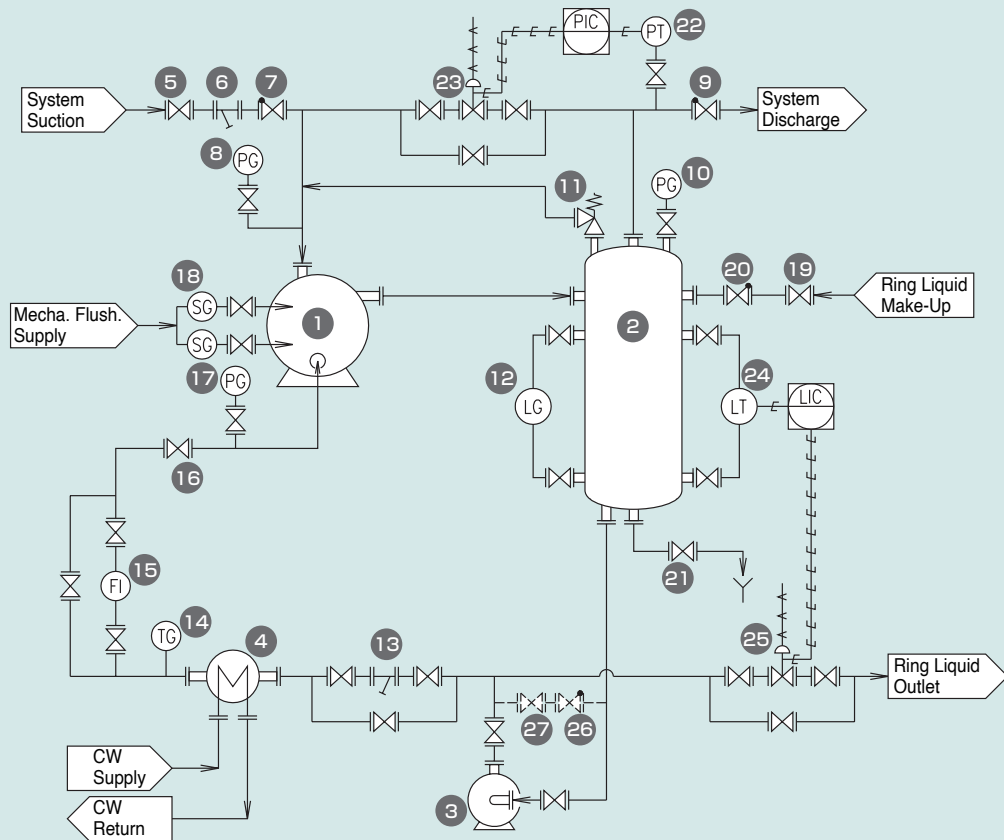 PIC
PT
22
23
5
6
7
9
System
Suction
System
Discharge
8
PG
11
PG
10
18
SG
Mecha. Flush.
Supply
SG
1
2
20
19
Ring Liquid
Make-Up
17
PG
12
LG
24
LT
LIC
16
15
FI
21
14
TG
4
13
25
Ring Liquid
Outlet
27
26
CW
Supply
3
CW
Return